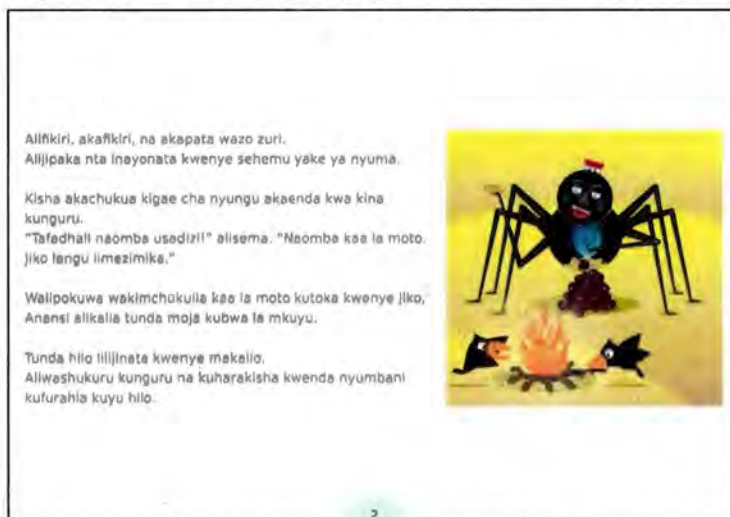 Alifikiri, akafikiri, na akapata wazo zuri.
Alijipaka nta inayonata kwenye sehemu yake ya nyuma.
Kisha akachukua kigae cha nyungu akaenda kwa kina
kunguru.
"Tafadhali naomba usadizi!" alisema. "Naomba kaa la moto.
Jiko langu limezimika."
Walipokuwa wakimchukulia kaa la moto kutoka kwenye jiko,
Anansi alikalia tunda moja kubwa la mkuyu.
Tunda hilo lilijinata kwenye makalio.
Aliwashukuru kunguru na kuharakisha kwenda nyumbani
kufurahia kuyu hilo.
2